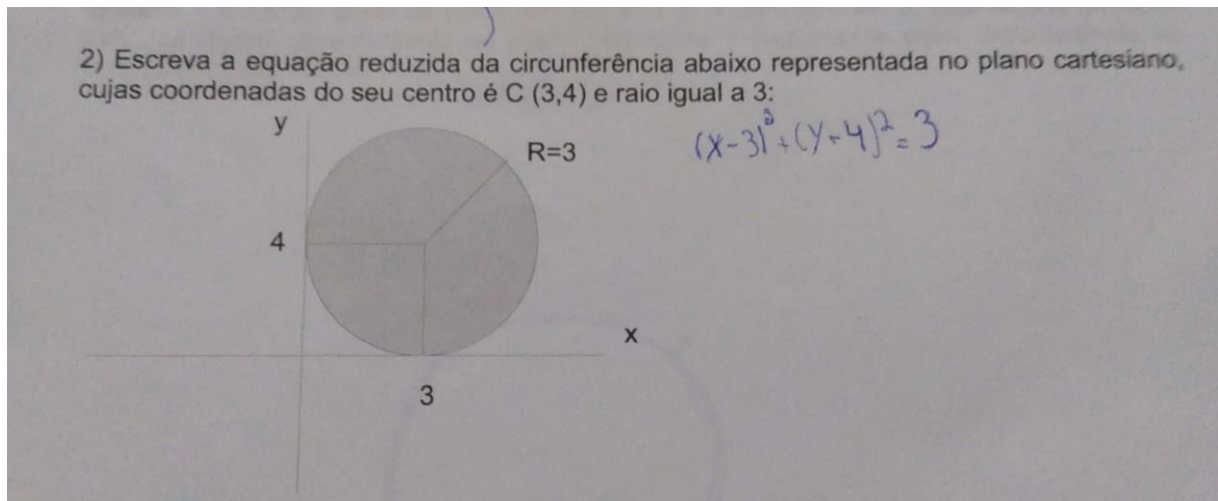 2) Escreva a equação reduzida da circunferência abaixo representada no plano cartesiano,
cujas coordenadas do seu centro é C (3,4) e raio igual a 3:
y
(x-3)²+(y-4)²=3
R=3
4
x
3